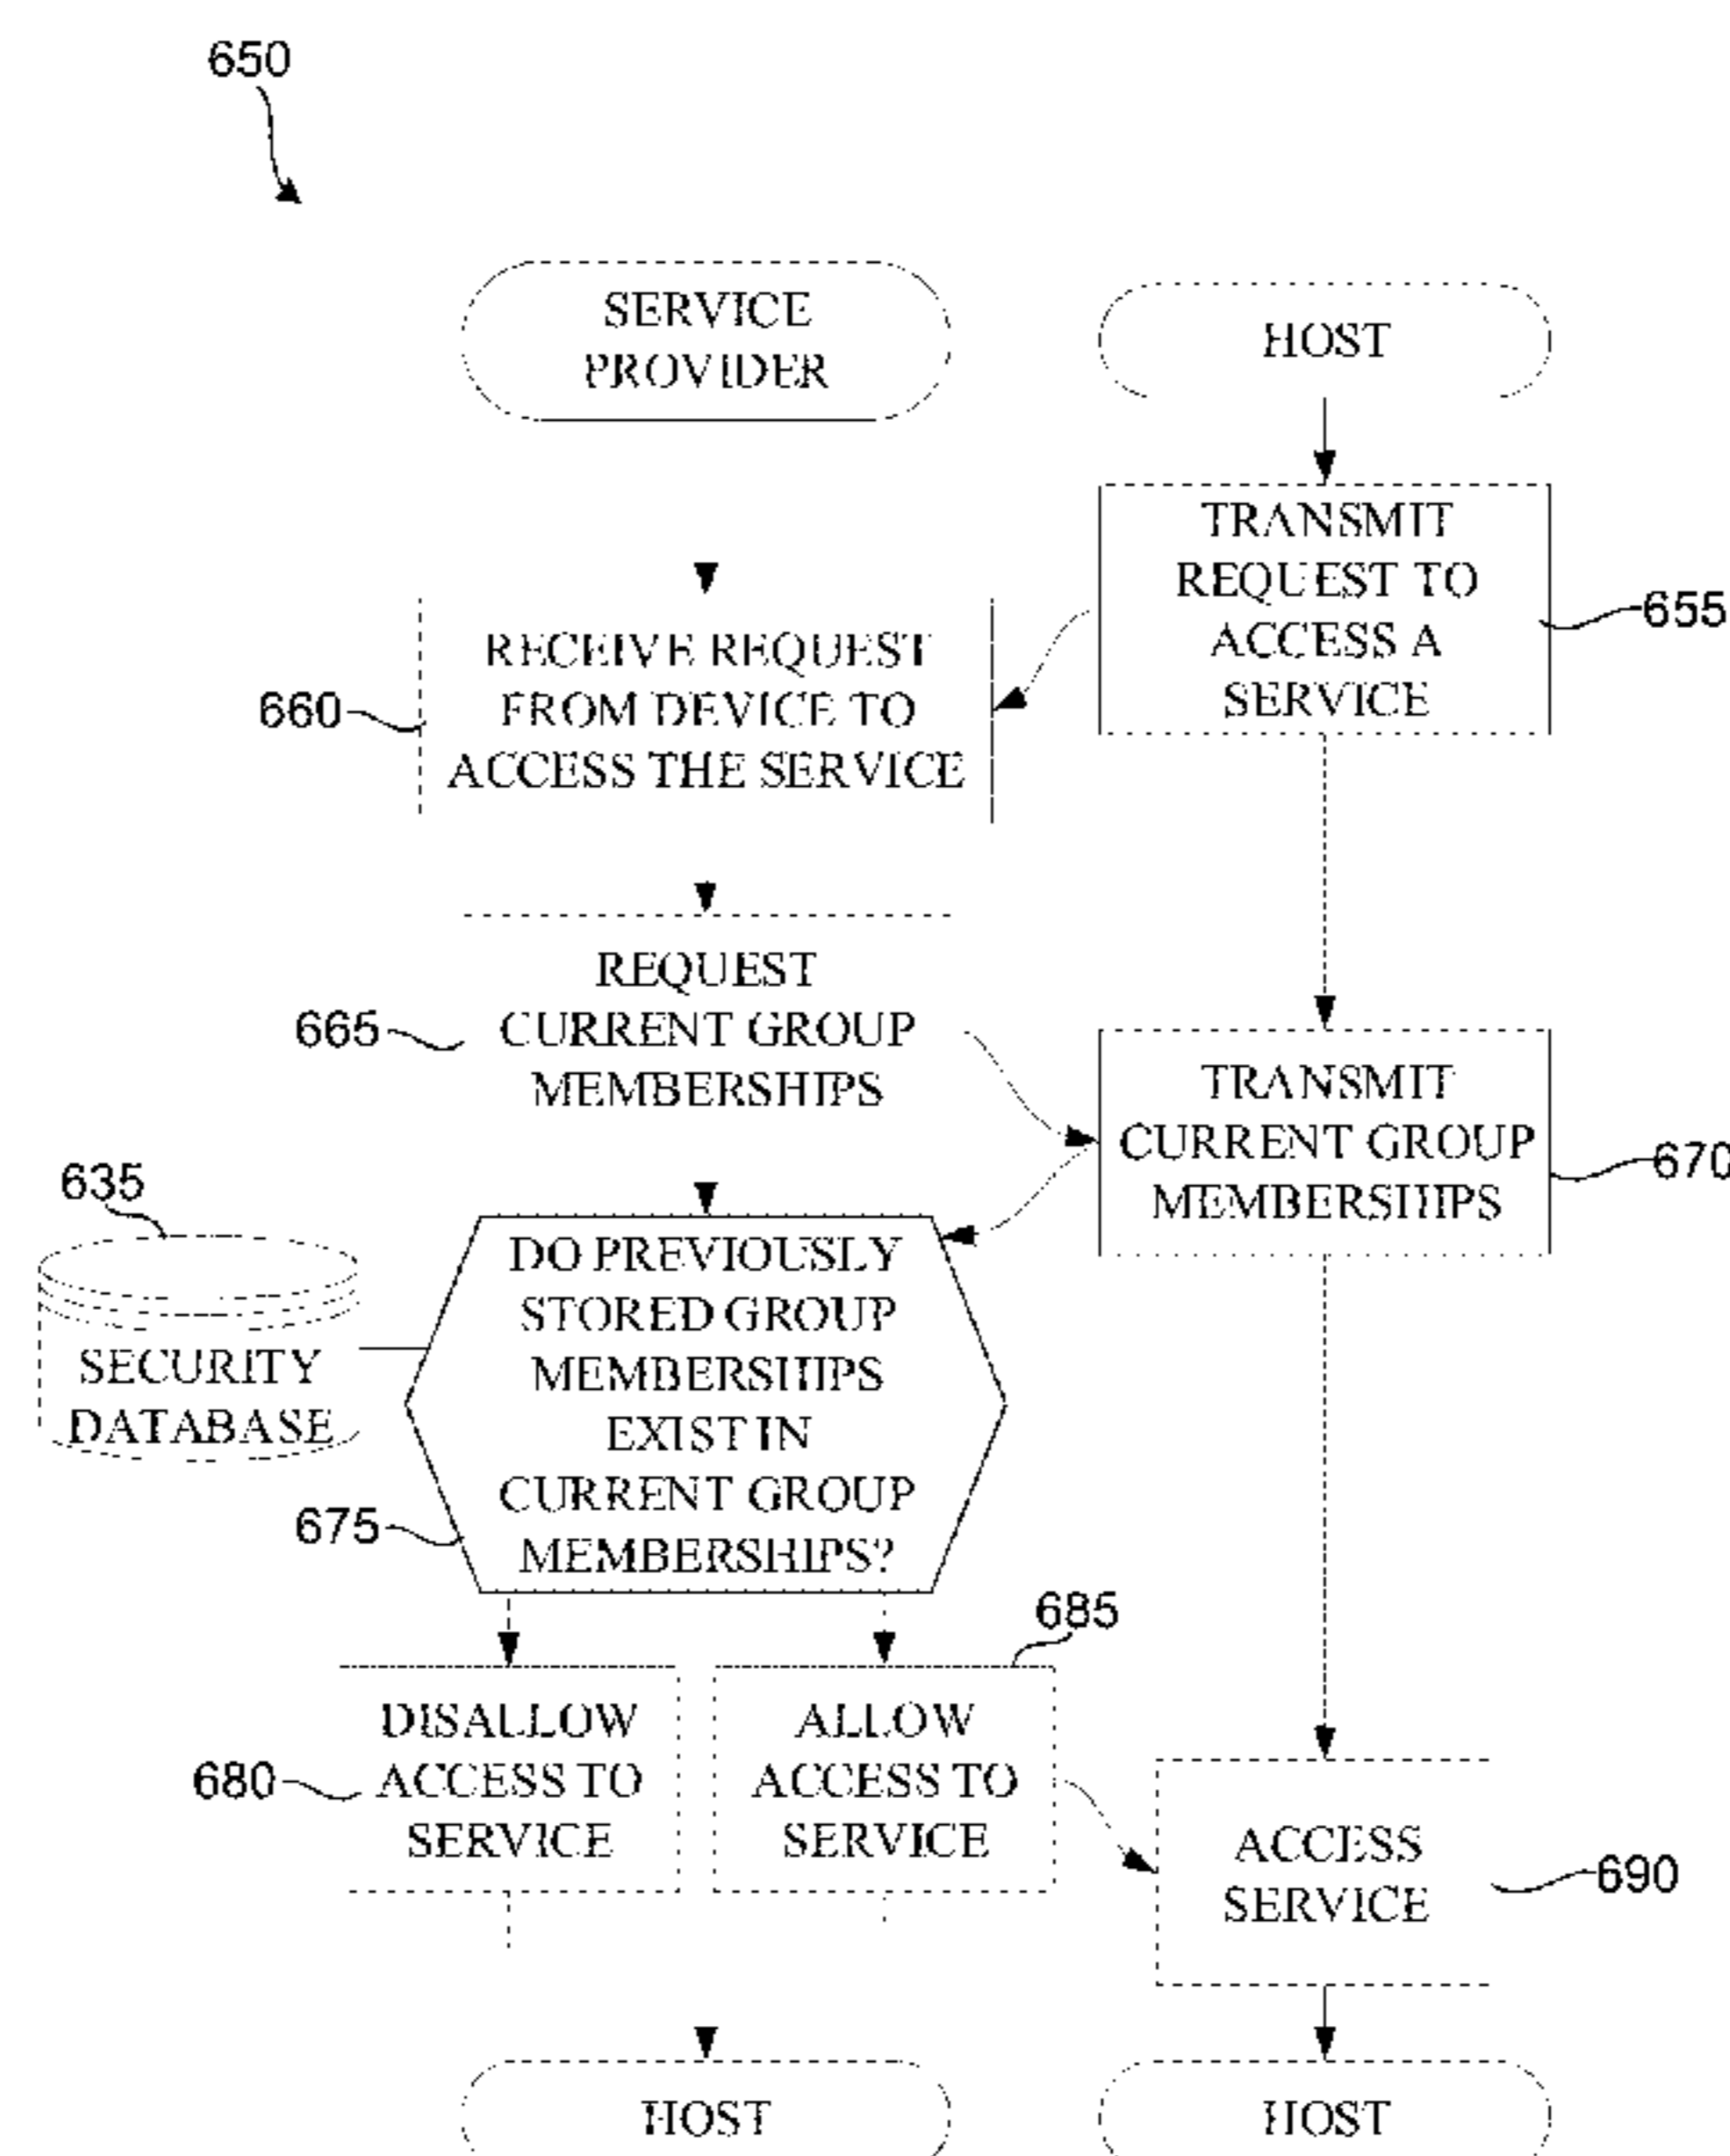 650
SERVICE
PROVIDER
HOST
TRANSMIT
REQUEST TO
ACCESS A
SERVICE
655
RECEIVE REQUEST
FROM DEVICE TO
ACCESS THE SERVICE
660
REQUEST
CURRENT GROUP
MEMBERSHIPS
665
TRANSMIT
CURRENT GROUP
MEMBERSHIPS
670
635
SECURITY
DATABASE
DO PREVIOUSLY
STORED GROUP
MEMBERSHIPS
EXIST IN
CURRENT GROUP
MEMBERSHIPS?
675
685
DISALLOW
ACCESS TO
SERVICE
680
ALLOW
ACCESS TO
SERVICE
ACCESS
SERVICE
690
HOST
HOST